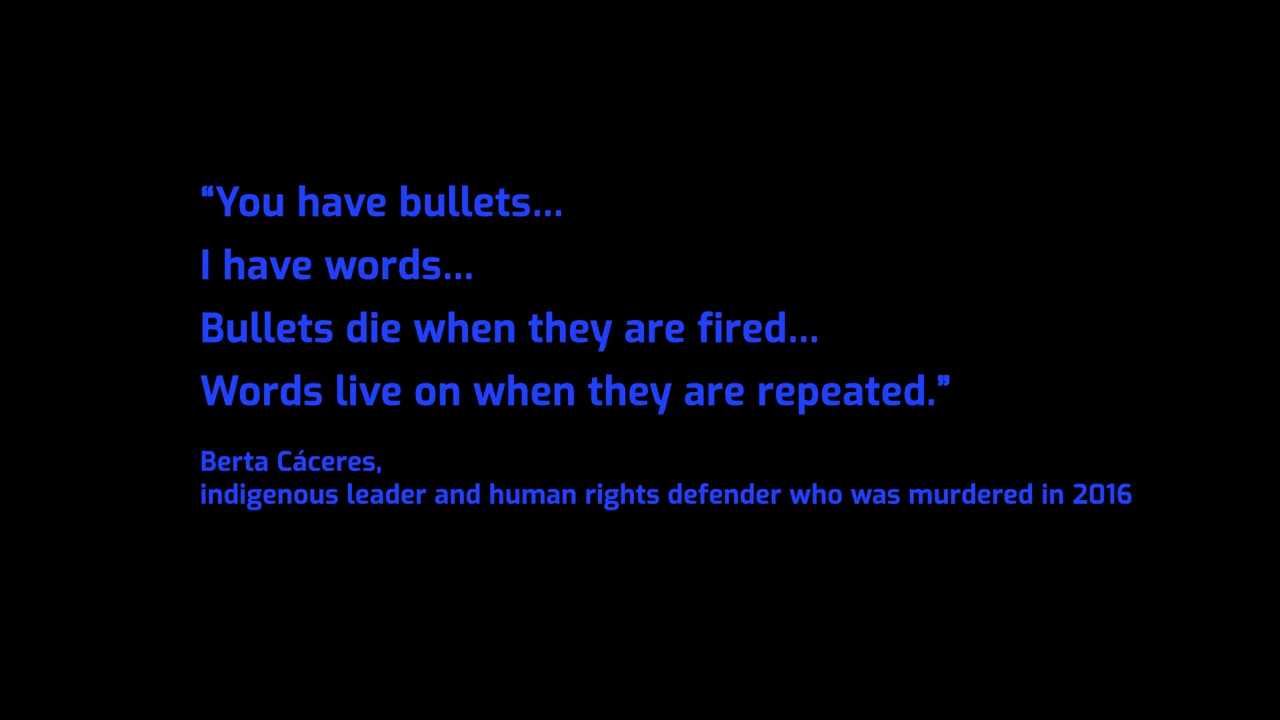 “You have bullets...
I have words...
Bullets die when they are fired...
Words live on when they are repeated.”
Berta Cáceres,
indigenous leader and human rights defender who was murdered in 2016